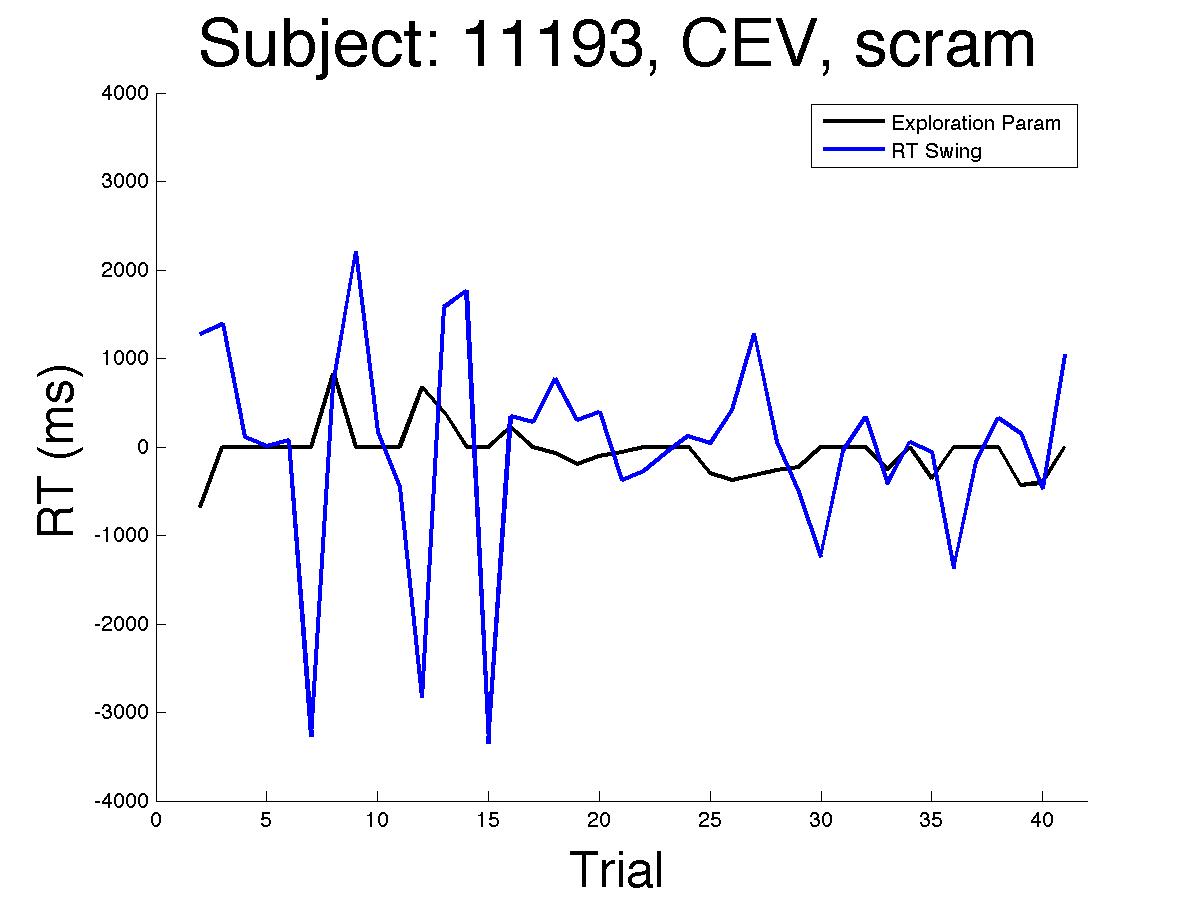 Subject: 11193, CEV, scram
4000
3000
2000
1000
0
-1000
-2000
-3000
-4000
RT (ms)
Exploration Param
RT Swing
0 5 10 15 20 25 30 35 40
Trial